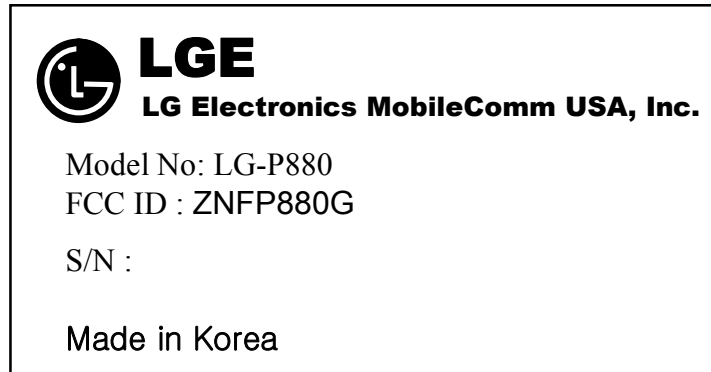 LGE
LG Electronics MobileComm USA, Inc.
Model No: LG-P880
FCC ID : ZNFP880G
S/N :
Made in Korea